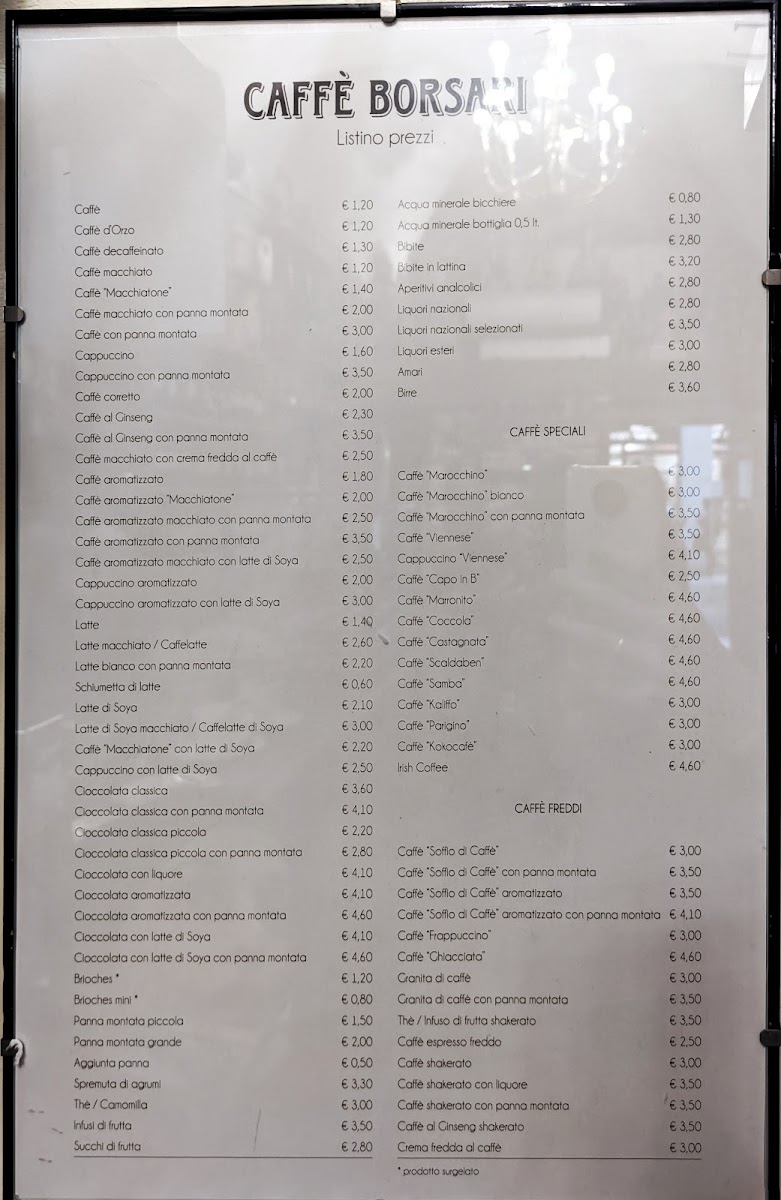 CAFFÈ BORSARI
Listino prezzi
Caffè € 1,20
Caffè d'Orzo € 1,20
Caffè decaffeinato € 1,30
Caffè macchiato € 1,20
Caffè "Macchiatone" € 1,40
Caffè macchiato con panna montata € 2,00
Caffè con panna montata € 3,00
Cappuccino € 1,60
Cappuccino con panna montata € 3,50
Caffè corretto € 2,00
Caffè al Ginseng € 2,30
Caffè al Ginseng con panna montata € 3,50
Caffè macchiato con crema fredda al caffè € 2,50
Caffè aromatizzato € 1,80
Caffè aromatizzato "Macchiatone" € 2,00
Caffè aromatizzato macchiato con panna montata € 2,50
Caffè aromatizzato con panna montata € 3,50
Caffè aromatizzato macchiato con latte di Soya € 2,50
Cappuccino aromatizzato € 2,00
Cappuccino aromatizzato con latte di Soya € 3,00
Latte € 1,40
Latte macchiato / Caffelatte € 2,60
Latte bianco con panna montata € 2,20
Schiumetta di latte € 0,60
Latte di Soya € 2,10
Latte di Soya macchiato / Caffelatte di Soya € 3,00
Caffè "Macchiatone" con latte di Soya € 2,20
Cappuccino con latte di Soya € 2,50
Cioccolata classica € 3,60
Cioccolata classica con panna montata € 4,10
Cioccolata classica piccola € 2,20
Cioccolata classica piccola con panna montata € 2,80
Cioccolata con liquore € 4,10
Cioccolata aromatizzata € 4,10
Cioccolata aromatizzata con panna montata € 4,60
Cioccolata con latte di Soya € 4,10
Cioccolata con latte di Soya con panna montata € 4,60
Brioches * € 1,20
Brioches mini * € 0,80
Panna montata piccola € 1,50
Panna montata grande € 2,00
Aggiunta panna € 0,50
Spremuta di agrumi € 3,30
Thè / Camomilla € 3,00
Infusi di frutta € 3,50
Succhi di frutta € 2,80
Acqua minerale bicchiere € 0,80
Acqua minerale bottiglia 0,5 lt. € 1,30
Bibite € 2,80
Bibite in lattina € 3,20
Aperitivi analcolici € 2,80
Liquori nazionali € 2,80
Liquori nazionali selezionati € 3,50
Liquori esteri € 3,00
Amari € 2,80
Birre € 3,60
CAFFÈ SPECIALI
Caffè "Marocchino" € 3,00
Caffè "Marocchino" bianco € 3,00
Caffè "Marocchino" con panna montata € 3,50
Caffè "Viennese" € 3,50
Cappuccino "Viennese" € 4,10
Caffè "Capo in B" € 2,50
Caffè "Marronito" € 4,60
Caffè "Coccola" € 4,60
Caffè "Castagnata" € 4,60
Caffè "Scaldaben" € 4,60
Caffè "Samba" € 4,60
Caffè "Kaliffo" € 3,00
Caffè "Parigino" € 3,00
Caffè "Kokocafè" € 3,00
Irish Coffee € 4,60
CAFFÈ FREDDI
Caffè "Soffio di Caffè" € 3,00
Caffè "Soffio di Caffè" con panna montata € 3,50
Caffè "Soffio di Caffè" aromatizzato € 3,50
Caffè "Soffio di Caffè" aromatizzato con panna montata € 4,10
Caffè "Frappuccino" € 3,00
Caffè "Ghiacciata" € 4,60
Granita di caffè € 3,00
Granita di caffè con panna montata € 3,50
Thè / Infuso di frutta shakerato € 3,50
Caffè espresso freddo € 2,50
Caffè shakerato € 3,00
Caffè shakerato con liquore € 3,50
Caffè shakerato con panna montata € 3,50
Caffè al Ginseng shakerato € 3,50
Crema fredda al caffè € 3,00
* prodotto surgelato